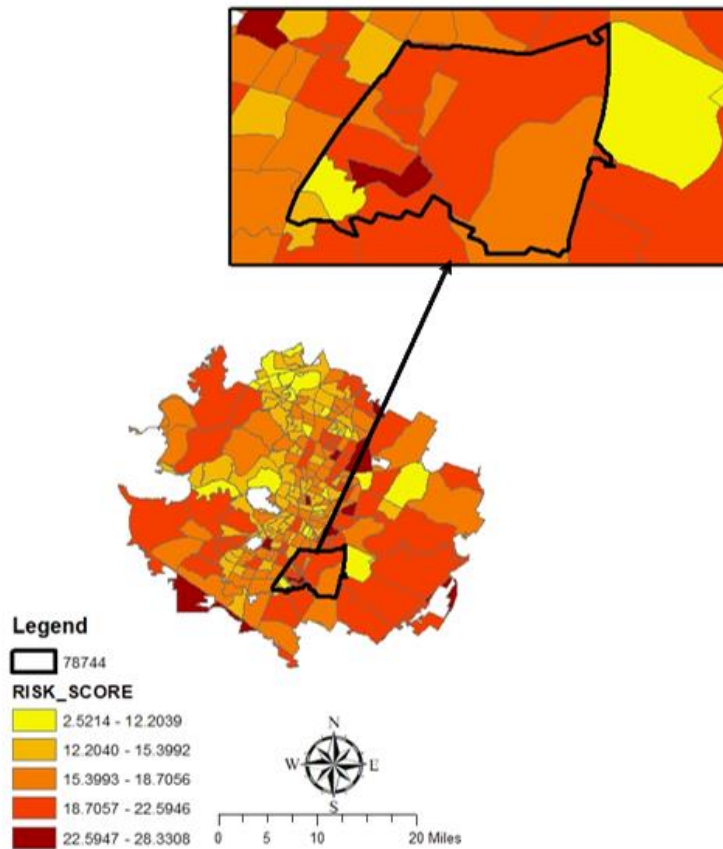 Legend
78744
RISK_SCORE
2.5214 - 12.2039
12.2040 - 15.3992
15.3993 - 18.7056
18.7057 - 22.5946
22.5947 - 28.3308
N
W E
S
0 5 10 20 Miles